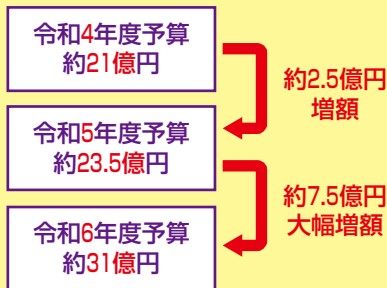 令和4年度予算
約21億円
約2.5億円
増額
令和5年度予算
約23.5億円
約7.5億円
大幅増額
令和6年度予算
約31億円